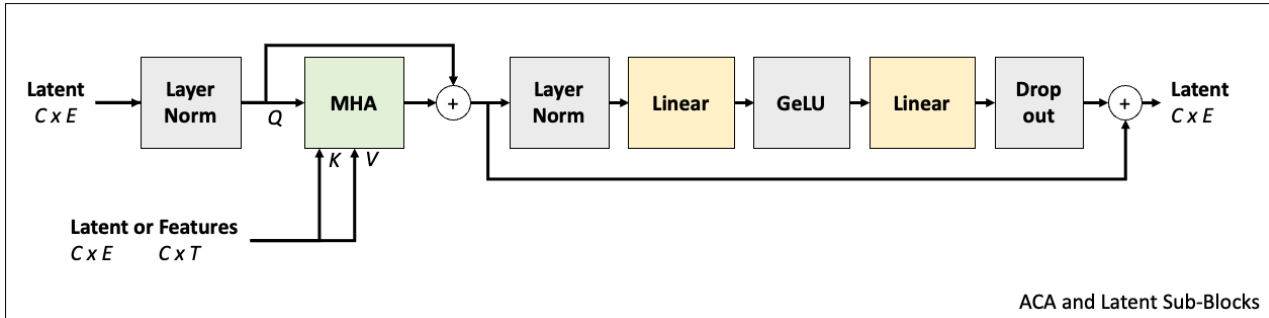 Latent
C x E
Layer
Norm
Q
MHA
K V
+
Layer
Norm
Linear
GeLU
Linear
Drop
out
+
Latent
C x E
Latent or Features
C x E C x T
ACA and Latent Sub-Blocks